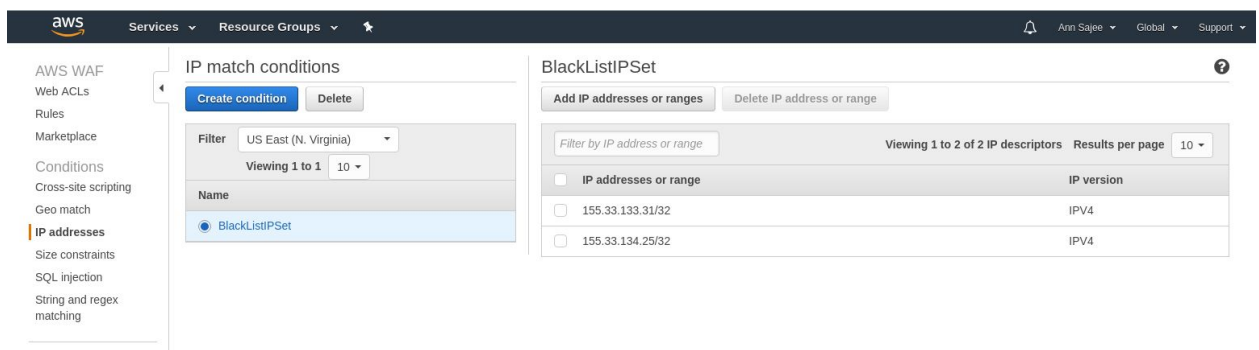 aws Services Resource Groups Ann Sajee Global Support
AWS WAF
Web ACLs
Rules
Marketplace
Conditions
Cross-site scripting
Geo match
IP addresses
Size constraints
SQL injection
String and regex
matching
IP match conditions
Create condition Delete
Filter US East (N. Virginia)
Viewing 1 to 1 10
Name
BlackListIPSet
BlackListIPSet ?
Add IP addresses or ranges Delete IP address or range
Filter by IP address or range Viewing 1 to 2 of 2 IP descriptors Results per page 10
IP addresses or range IP version
155.33.133.31/32 IPV4
155.33.134.25/32 IPV4